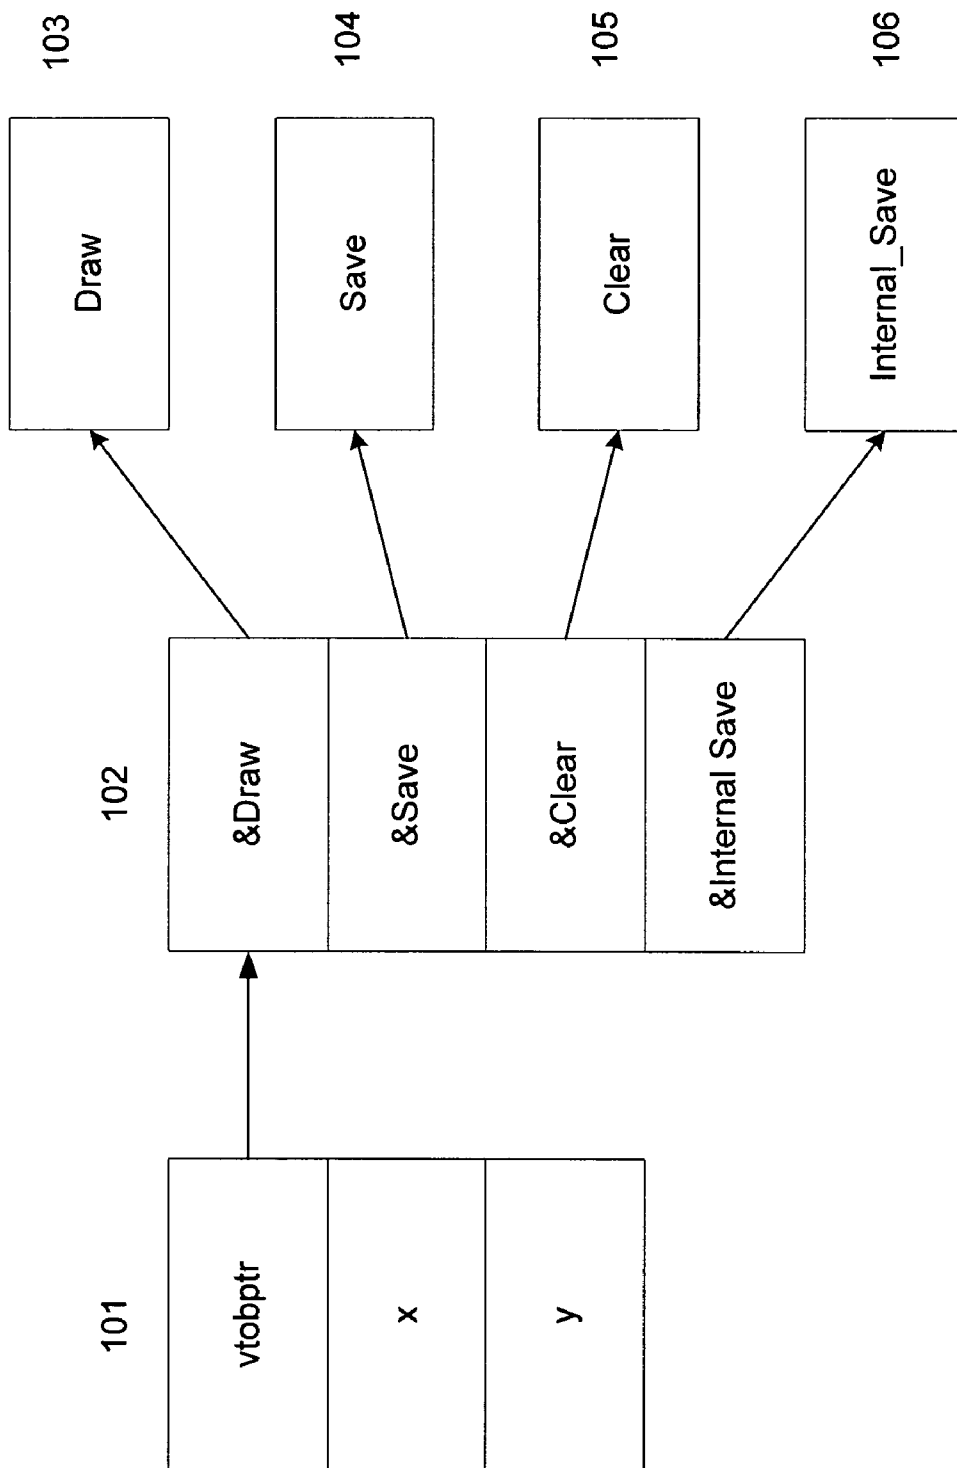 101
vtobptr
x
y
102
&Draw
&Save
&Clear
&Internal Save
103
Draw
104
Save
105
Clear
106
Internal_Save